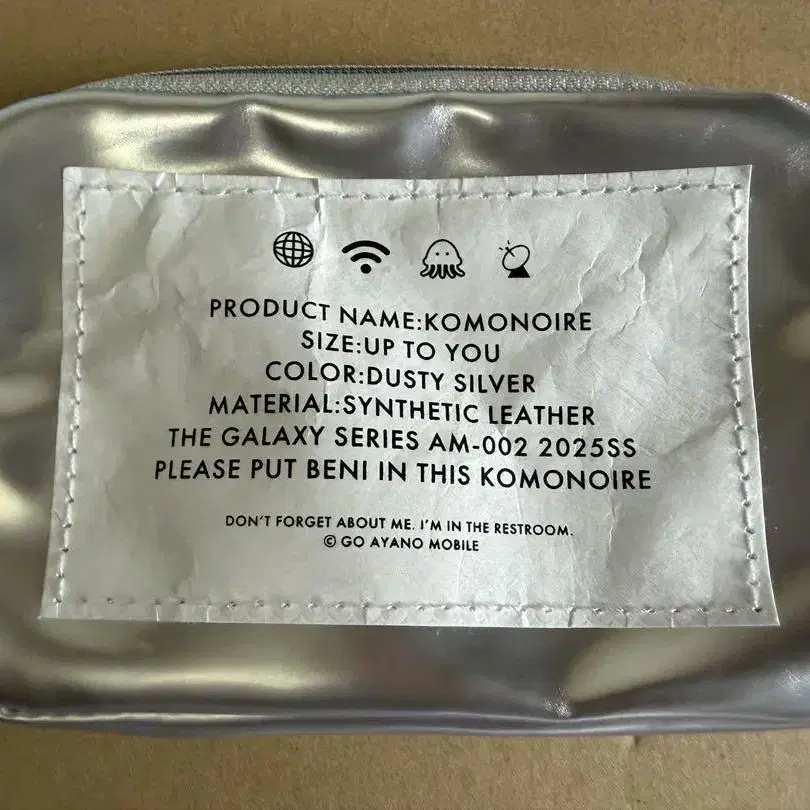 PRODUCT NAME:KOMONOIRE
SIZE:UP TO YOU
COLOR:DUSTY SILVER
MATERIAL:SYNTHETIC LEATHER
THE GALAXY SERIES AM-002 2025SS
PLEASE PUT BENI IN THIS KOMONOIRE
DON'T FORGET ABOUT ME. I'M IN THE RESTROOM.
© GO AYANO MOBILE